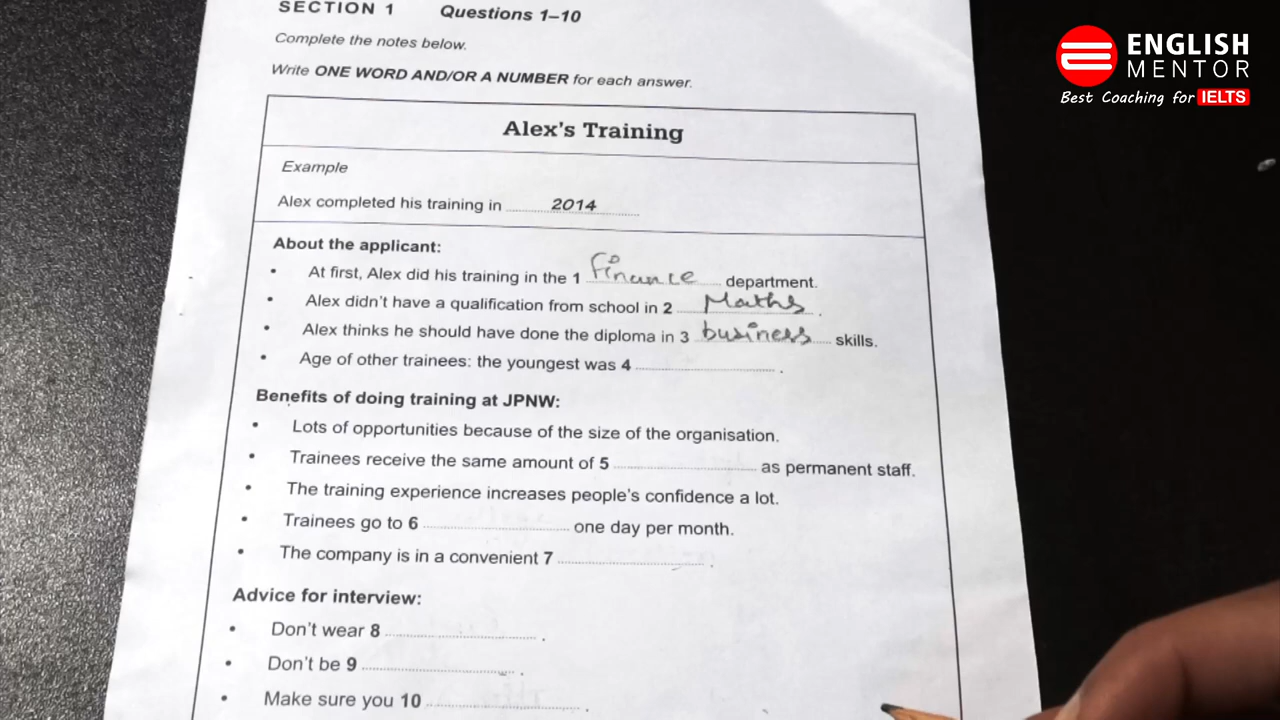 SECTION 1 Questions 1–10
Complete the notes below.
Write ONE WORD AND/OR A NUMBER for each answer.
Alex's Training
Example
Alex completed his training in 2014
About the applicant:
• At first, Alex did his training in the 1 finance department.
• Alex didn't have a qualification from school in 2 Maths.
• Alex thinks he should have done the diploma in 3 business skills.
• Age of other trainees: the youngest was 4 .
Benefits of doing training at JPNW:
• Lots of opportunities because of the size of the organisation.
• Trainees receive the same amount of 5 as permanent staff.
• The training experience increases people's confidence a lot.
• Trainees go to 6 one day per month.
• The company is in a convenient 7 .
Advice for interview:
• Don't wear 8 .
• Don't be 9 .
• Make sure you 10 .
ENGLISH
MENTOR
Best Coaching for IELTS